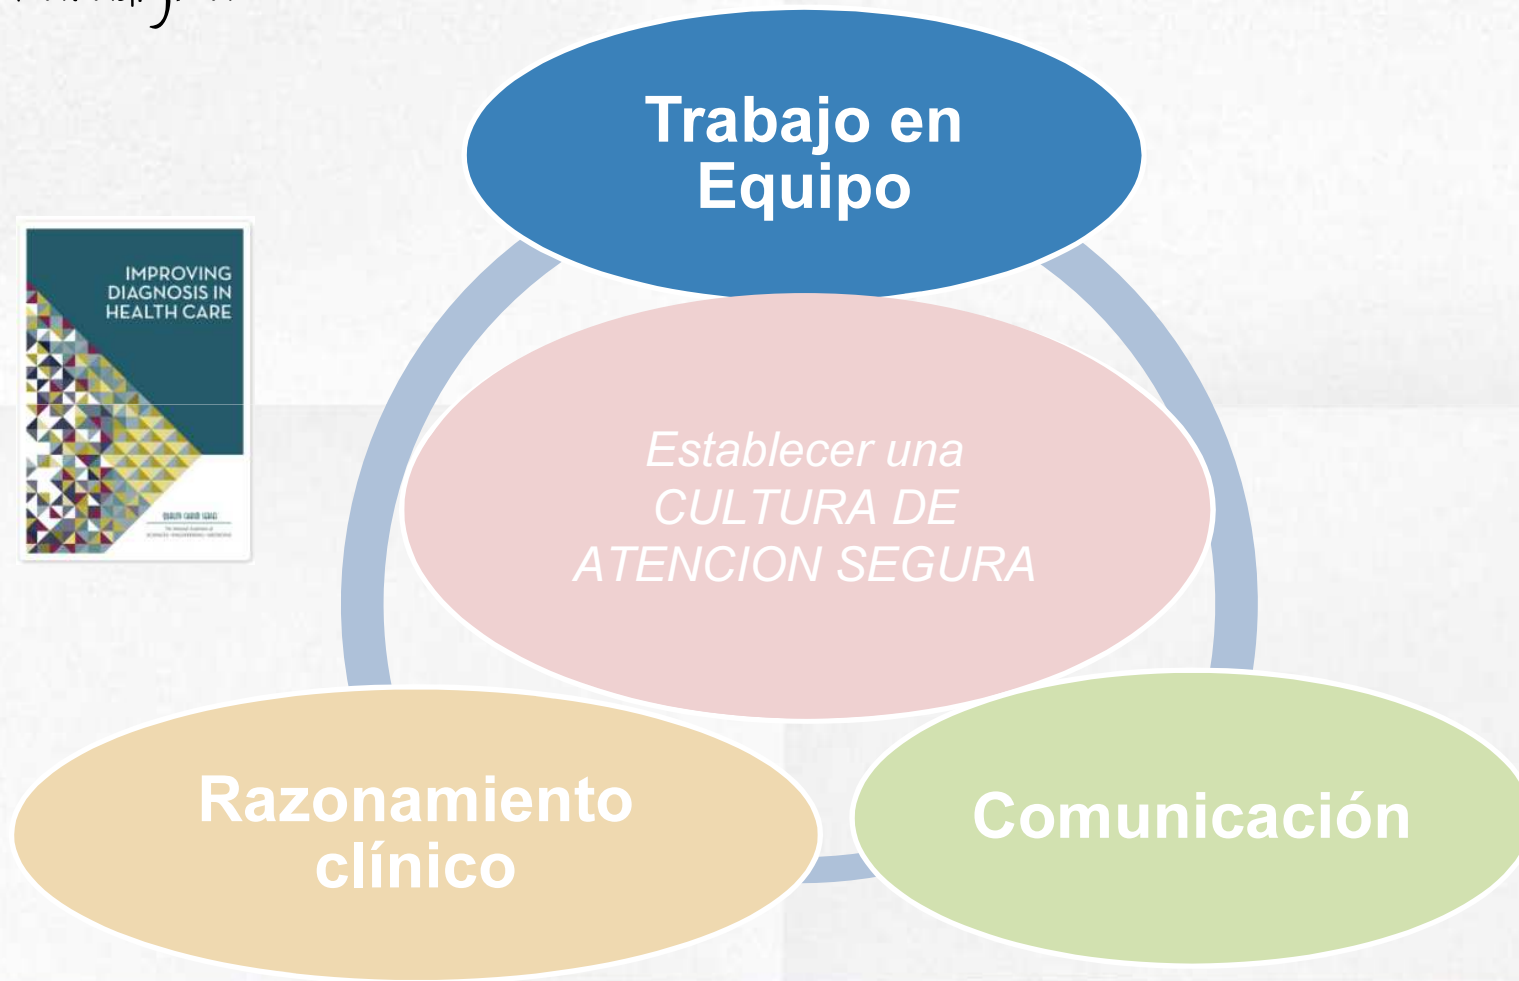 Trabajo en
Equipo
IMPROVING
DIAGNOSIS IN
HEALTH CARE
Establecer una
CULTURA DE
ATENCION SEGURA
Razonamiento
clínico
Comunicación